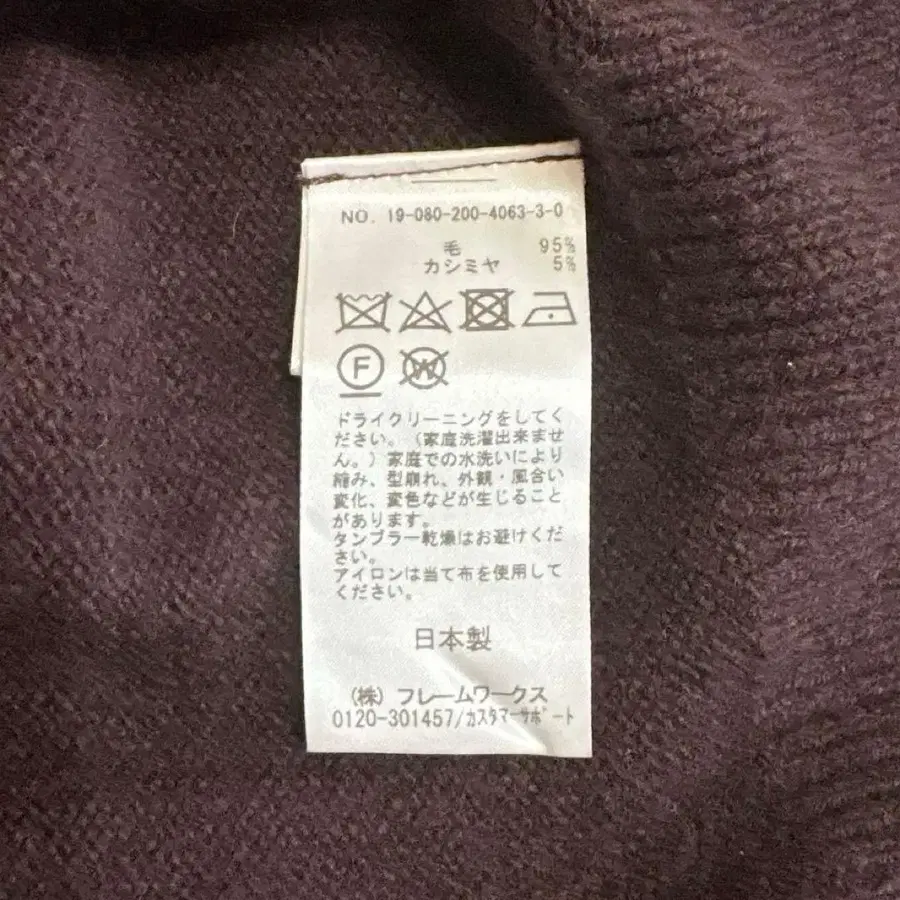 NO. 19-080-200-4063-3-0
毛 95%
カシミヤ 5%
F W
ドライクリーニングをしてく
ださい。（家庭洗濯出来ませ
ん。）家庭での水洗いにより
縮み、型崩れ、外観・風合い
変化、変色などが生じること
があります。
タンブラー乾燥はお避けくだ
さい。
アイロンは当て布を使用して
ください。
日本製
（株）フレームワークス
0120-301457/ｶｽﾀﾏｰｻﾎﾟｰﾄ